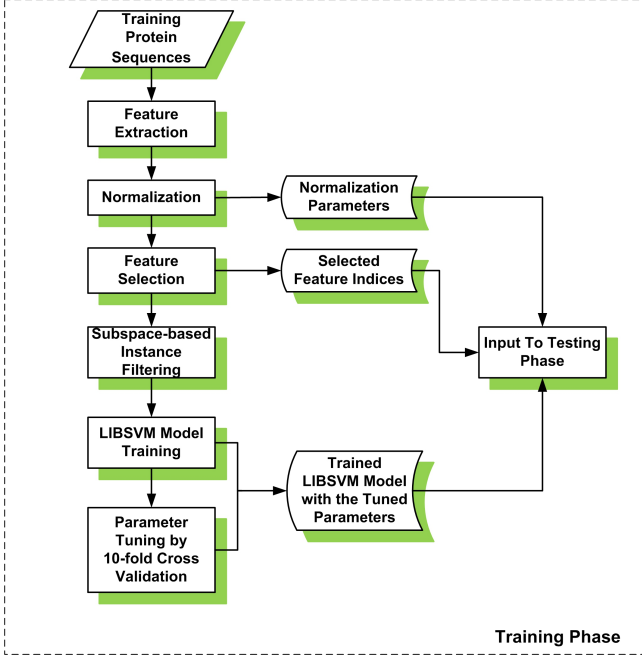 Training
Protein
Sequences
Feature
Extraction
Normalization
Normalization
Parameters
Feature
Selection
Selected
Feature Indices
Subspace-based
Instance
Filtering
Input To Testing
Phase
LIBSVM Model
Training
Trained
LIBSVM Model
with the Tuned
Parameters
Parameter
Tuning by
10-fold Cross
Validation
Training Phase